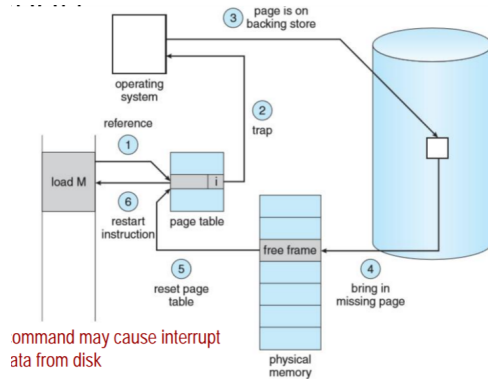 3
page is on
backing store
operating
system
2
trap
reference
1
load M
i
6
restart
instruction
page table
free frame
5
reset page
table
4
bring in
missing page
physical
memory
ommand may cause interrupt
ata from disk